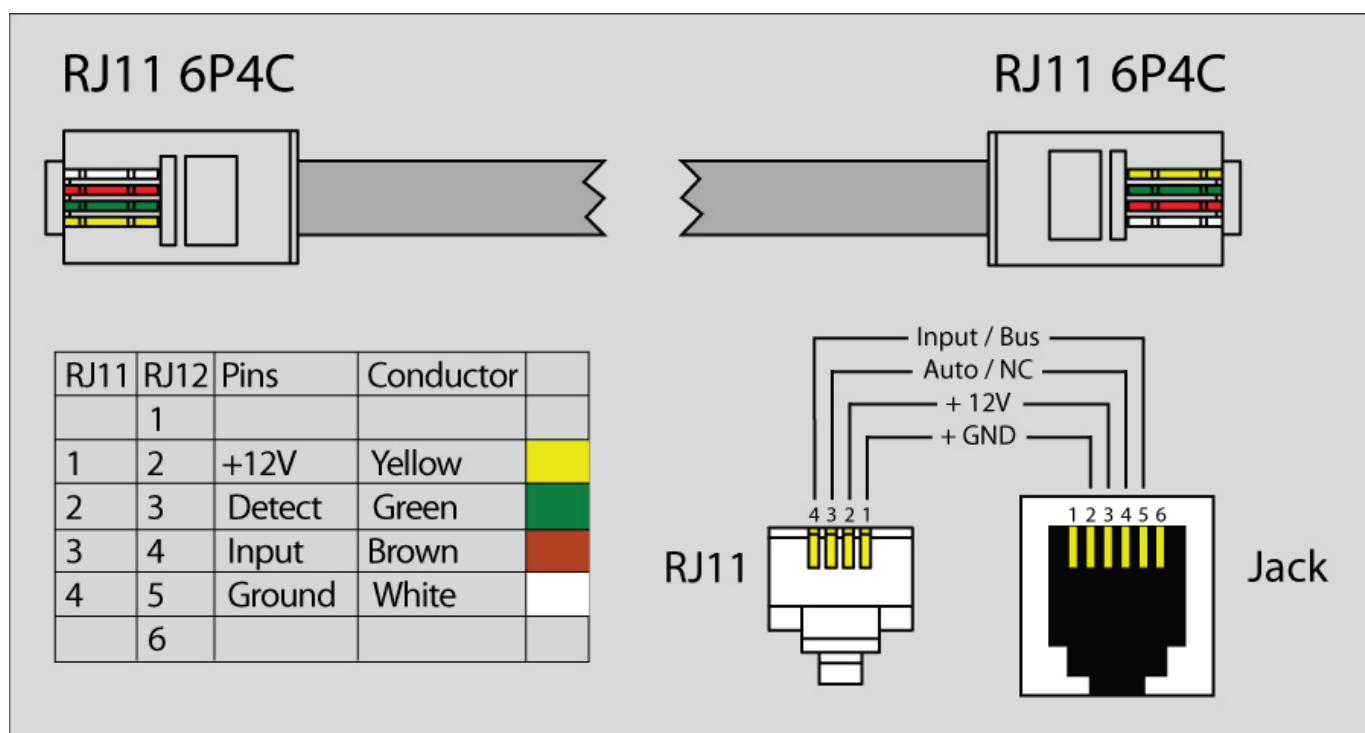 RJ11 6P4C
RJ11 6P4C
RJ11 RJ12 Pins Conductor
1
1 2 +12V Yellow
2 3 Detect Green
3 4 Input Brown
4 5 Ground White
6
Input / Bus
Auto / NC
+ 12V
+ GND
4 3 2 1
RJ11
1 2 3 4 5 6
Jack